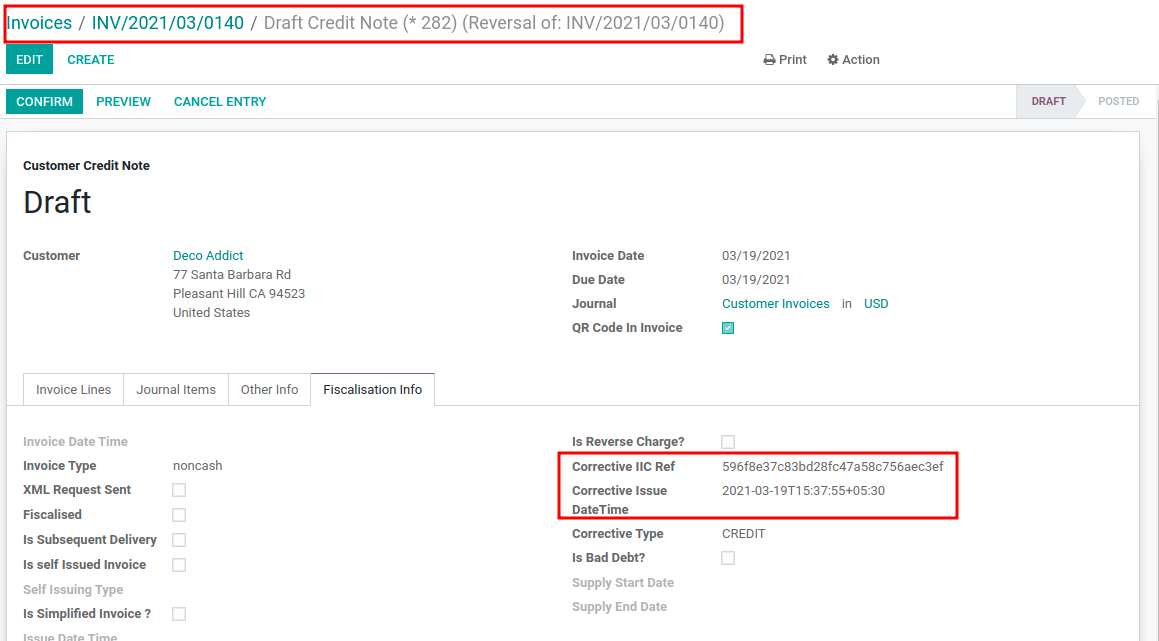 Invoices / INV/2021/03/0140 / Draft Credit Note (* 282) (Reversal of: INV/2021/03/0140)
EDIT CREATE Print Action
CONFIRM PREVIEW CANCEL ENTRY DRAFT POSTED
Customer Credit Note
Draft
Customer Deco Addict
77 Santa Barbara Rd
Pleasant Hill CA 94523
United States
Invoice Date 03/19/2021
Due Date 03/19/2021
Journal Customer Invoices in USD
QR Code In Invoice
Invoice Lines Journal Items Other Info Fiscalisation Info
Invoice Date Time
Invoice Type noncash
XML Request Sent
Fiscalised
Is Subsequent Delivery
Is self Issued Invoice
Self Issuing Type
Is Simplified Invoice ?
Issue Date Time
Is Reverse Charge?
Corrective IIC Ref 596f8e37c83bd28fc47a58c756aec3ef
Corrective Issue 2021-03-19T15:37:55+05:30
DateTime
Corrective Type CREDIT
Is Bad Debt?
Supply Start Date
Supply End Date